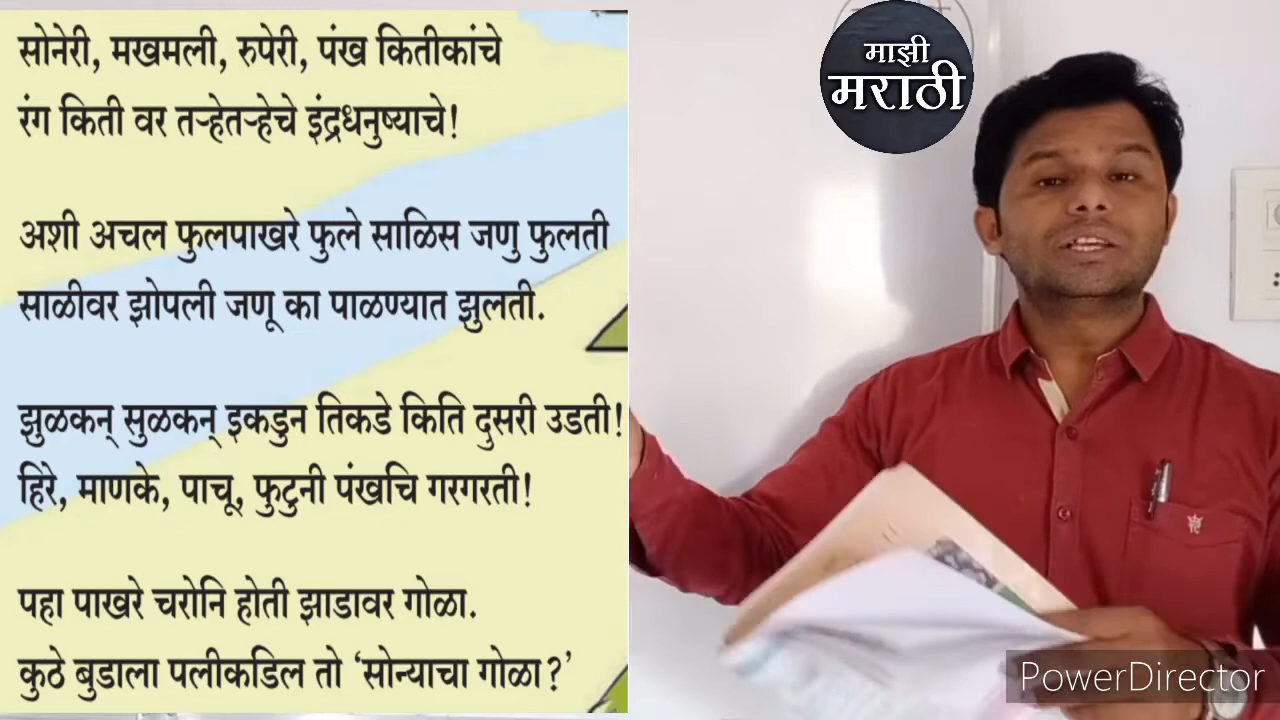 सोनेरी, मखमली, रुपेरी, पंख कितीकांचे
रंग किती वर तऱ्हेतऱ्हेचे इंद्रधनुष्याचे!
अशी अचल फुलपाखरे फुले साळिस जणु फुलती
साळीवर झोपली जणू का पाळण्यात झुलती.
झुळकन् सुळकन् इकडुन तिकडे किति दुसरी उडती!
हिरे, माणके, पाचू, फुटुनी पंखचि गरगरती!
पहा पाखरे चरोनि होती झाडावर गोळा.
कुठे बुडाला पलीकडिल तो ‘सोन्याचा गोळा?’
माझी
मराठी
PowerDirector